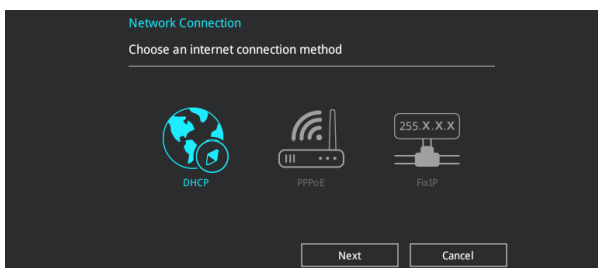 Network Connection
Choose an internet connection method
255.X.X.X
DHCP PPPoE FixIP
Next Cancel